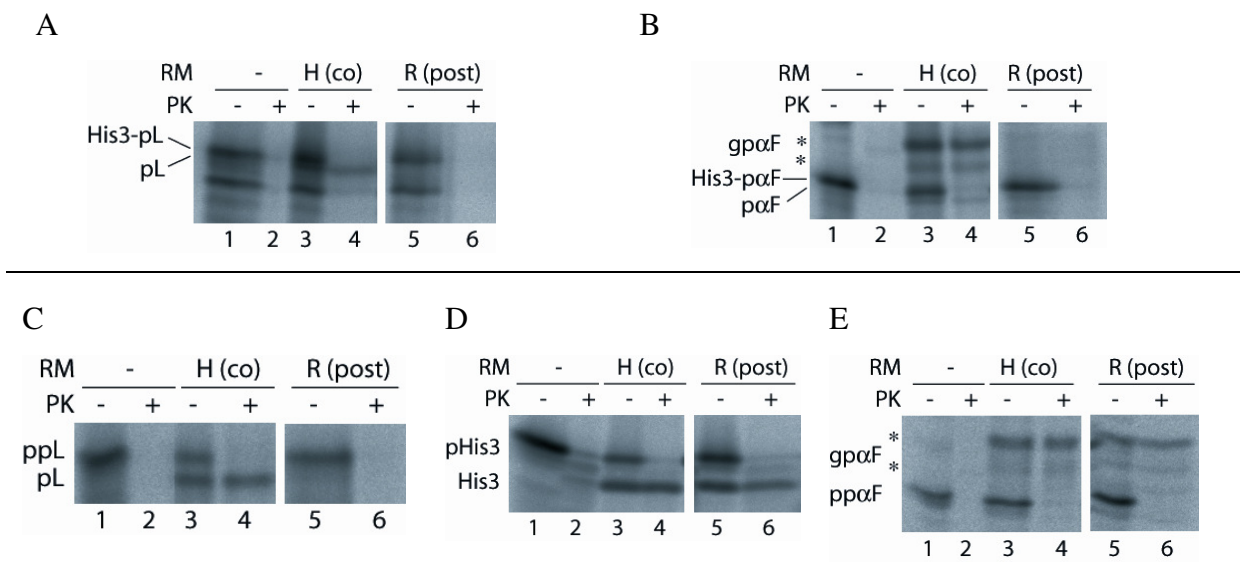 A
RM - H (co) R (post)
PK - + - + - +
His3-pL
pL
1 2 3 4 5 6
B
RM - H (co) R (post)
PK - + - + - +
gpαF *
*
His3-pαF
pαF
1 2 3 4 5 6
C
RM - H (co) R (post)
PK - + - + - +
ppL
pL
1 2 3 4 5 6
D
RM - H (co) R (post)
PK - + - + - +
pHis3
His3
1 2 3 4 5 6
E
RM - H (co) R (post)
PK - + - + - +
*
gpαF
*
ppαF
1 2 3 4 5 6